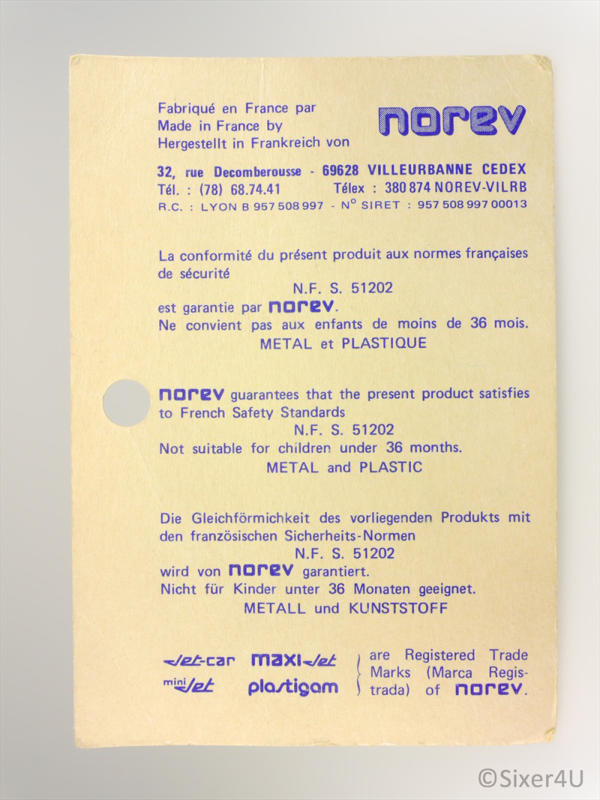 Fabriqué en France par
Made in France by
Hergestellt in Frankreich von
norev
32, rue Decomberousse - 69628 VILLEURBANNE CEDEX
Tél. : (78) 68.74.41 Télex : 380 874 NOREV-VILRB
R.C. : LYON B 957 508 997 - N° SIRET : 957 508 997 00013
La conformité du présent produit aux normes françaises
de sécurité
N.F. S. 51202
est garantie par norev.
Ne convient pas aux enfants de moins de 36 mois.
METAL et PLASTIQUE
norev guarantees that the present product satisfies
to French Safety Standards
N.F. S. 51202
Not suitable for children under 36 months.
METAL and PLASTIC
Die Gleichförmichkeit des vorliegenden Produkts mit
den französischen Sicherheits-Normen
N.F. S. 51202
wird von norev garantiert.
Nicht für Kinder unter 36 Monaten geeignet.
METALL und KUNSTSTOFF
Jet-car maxi-Jet
mini Jet plastigam
are Registered Trade
Marks (Marca Regis-
trada) of norev.
©Sixer4U